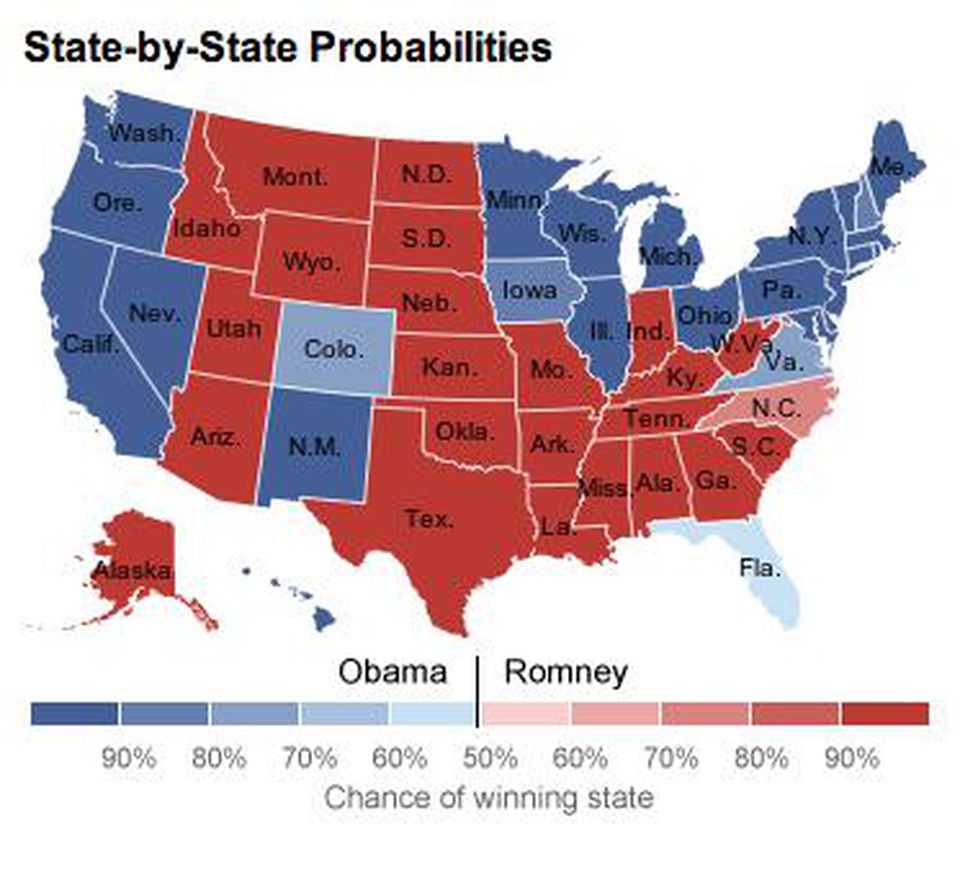 State-by-State Probabilities
Wash.
Mont.
N.D.
Minn
Me.
Ore.
Idaho
S.D.
Wis.
Mich.
N.Y.
Wyo.
Iowa
Pa.
Nev.
Neb.
Ill.
Ind.
Ohio
Calif.
Utah
Colo.
W.Va
Va.
Kan.
Mo.
Ky.
N.C.
Ariz.
N.M.
Okla.
Ark.
Tenn.
S.C.
Miss.
Ala.
Ga.
Tex.
La.
Alaska
Fla.
Obama Romney
90% 80% 70% 60% 50% 60% 70% 80% 90%
Chance of winning state